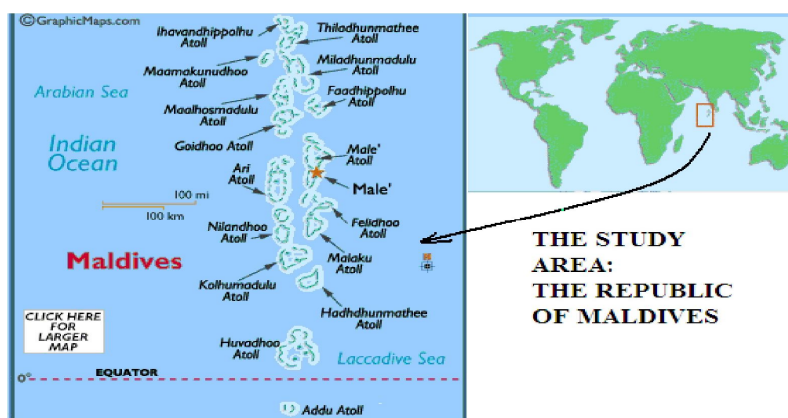 ©GraphicMaps.com
Ihavandhippolhu
Atoll
Thiladhunmathee
Atoll
Maamakunudhoo
Atoll
Miladhunmadulu
Atoll
Arabian Sea
Faadhippolhu
Atoll
Maalhosmadulu
Atoll
Indian
Ocean
Goidhoo Atoll
Male'
Atoll
Ari
Atoll
Male'
100 mi
100 km
Nilandhoo
Atoll
Felidhoo
Atoll
Maldives
Malaku
Atoll
Kolhumadulu
Atoll
Hadhdhunmathee
Atoll
CLICK HERE
FOR
LARGER
MAP
Huvadhoo
Atoll
Laccadive Sea
EQUATOR
0°
Addu Atoll
THE STUDY
AREA:
THE REPUBLIC
OF MALDIVES